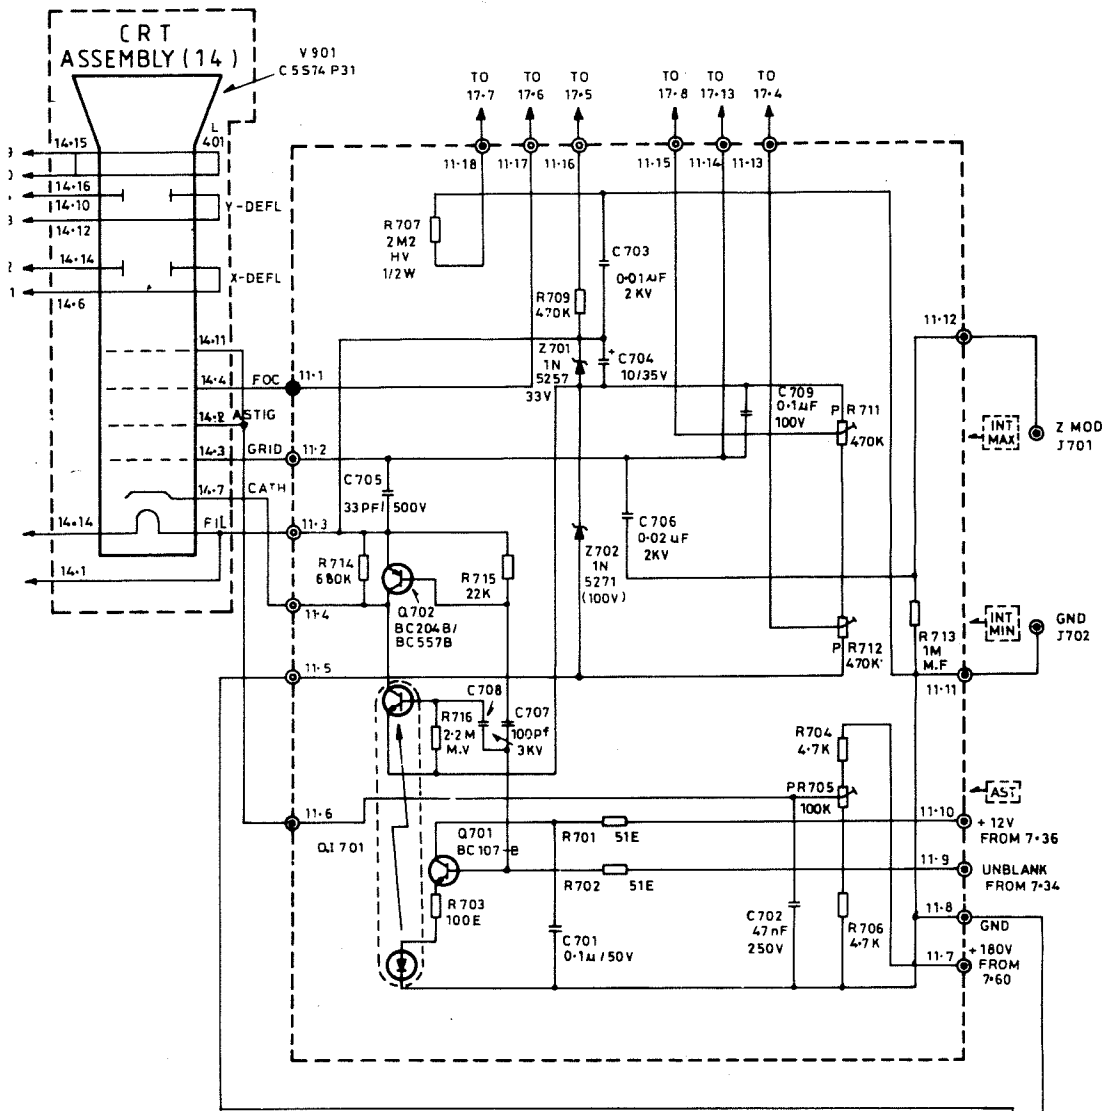 CRT
ASSEMBLY (14)
V901
C5574 P31
L
401
14·15
14·16
14·10
Y-DEFL
14·12
14·14
X-DEFL
14·6
14·11
14·4
FOC
14·2
ASTIG
14·3
GRID
14·7
CATH
14·14
FIL
14·1
TO
17·7
TO
17·6
TO
17·5
TO
17·8
TO
17·13
TO
17·4
11·18
11·17
11·16
11·15
11·14
11·13
R707
2M2
HV
1/2W
C703
0·01µF
2KV
R709
470K
Z701
1N
5257
33V
+
C704
10/35V
C709
0·1µF
100V
P R711
470K
11·12
INT
MAX
Z MOD
J701
11·1
11·2
C705
33PF/ 500V
11·3
R714
680K
Q702
BC204B/
BC557B
R715
22K
C706
0·02µF
2KV
Z702
1N
5271
(100V)
11·4
P R712
470K
R713
1M
M.F
INT
MIN
GND
J702
11·11
11·5
R716
2·2M
M.V
C708
C707
100pf
3KV
R704
4.7K
PR705
100K
AST
11·6
Q.I 701
Q701
BC107-B
R701 51E
R702 51E
R703
100E
C701
0·1µ/50V
C702
47nF
250V
R706
4·7K
11·10
+ 12V
FROM 7·36
11·9
UNBLANK
FROM 7·34
11·8
GND
11·7
+180V
FROM
7·60